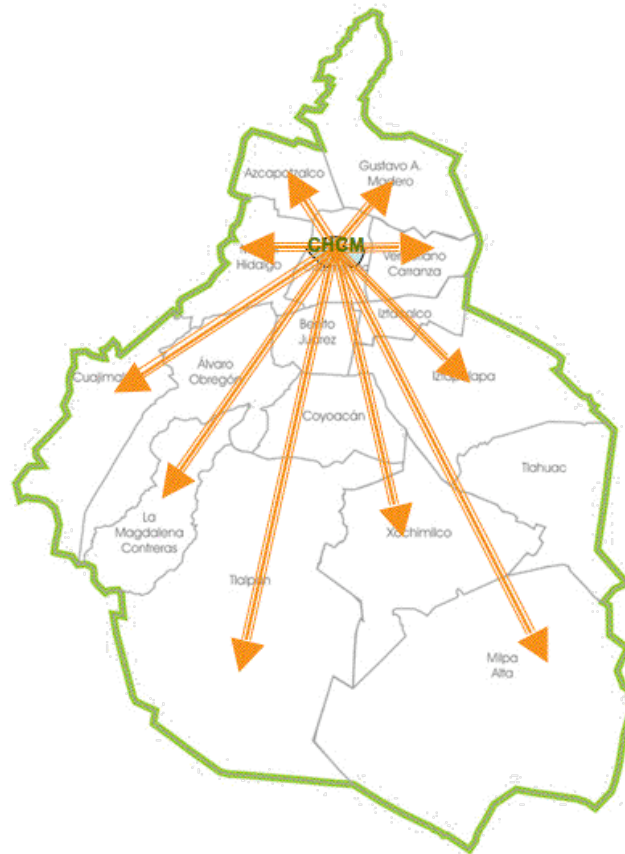 Azcapotzalco
Gustavo A.
Madero
CHCM
Hidalgo
Carranza
Benito
Juárez
Iztacalco
Cuajimal
Álvaro
Obregón
Iztapalapa
Coyoacán
Tlahuac
La
Magdalena
Contreras
Xochimilco
Tlalpan
Milpa
Alta